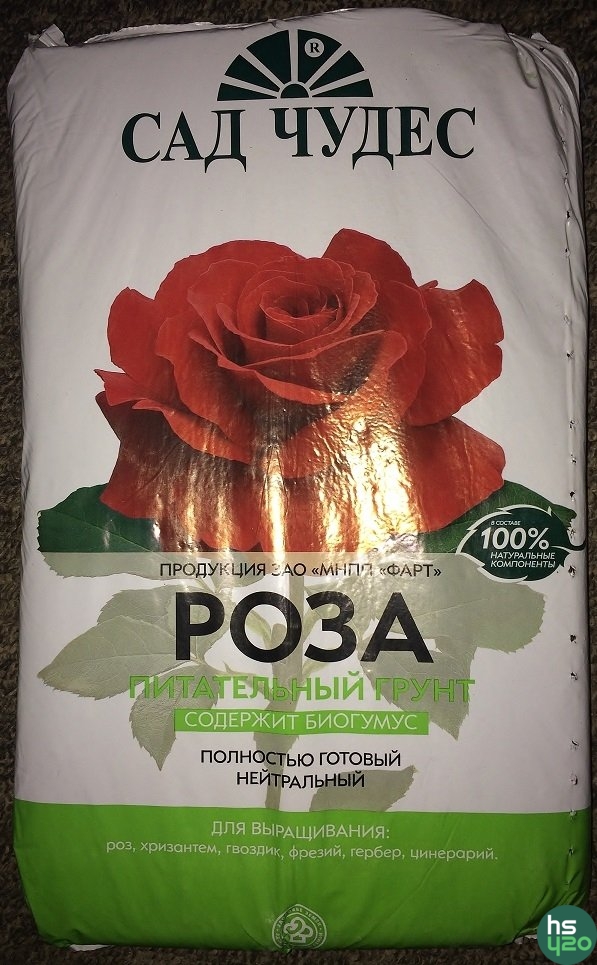 ®
САД ЧУДЕС
В СОСТАВЕ
100%
НАТУРАЛЬНЫЕ
КОМПОНЕНТЫ
ПРОДУКЦИЯ ЗАО «МНПП «ФАРТ»
РОЗА
ПИТАТЕЛЬНЫЙ ГРУНТ
СОДЕРЖИТ БИОГУМУС
ПОЛНОСТЬЮ ГОТОВЫЙ
НЕЙТРАЛЬНЫЙ
ДЛЯ ВЫРАЩИВАНИЯ:
роз, хризантем, гвоздик, фрезий, гербер, цинерарий.
hs
420